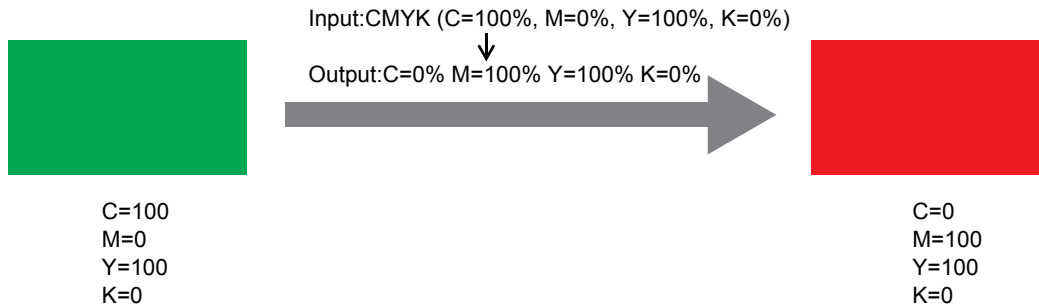 Input:CMYK (C=100%, M=0%, Y=100%, K=0%)
Output:C=0% M=100% Y=100% K=0%
C=100
M=0
Y=100
K=0
C=0
M=100
Y=100
K=0